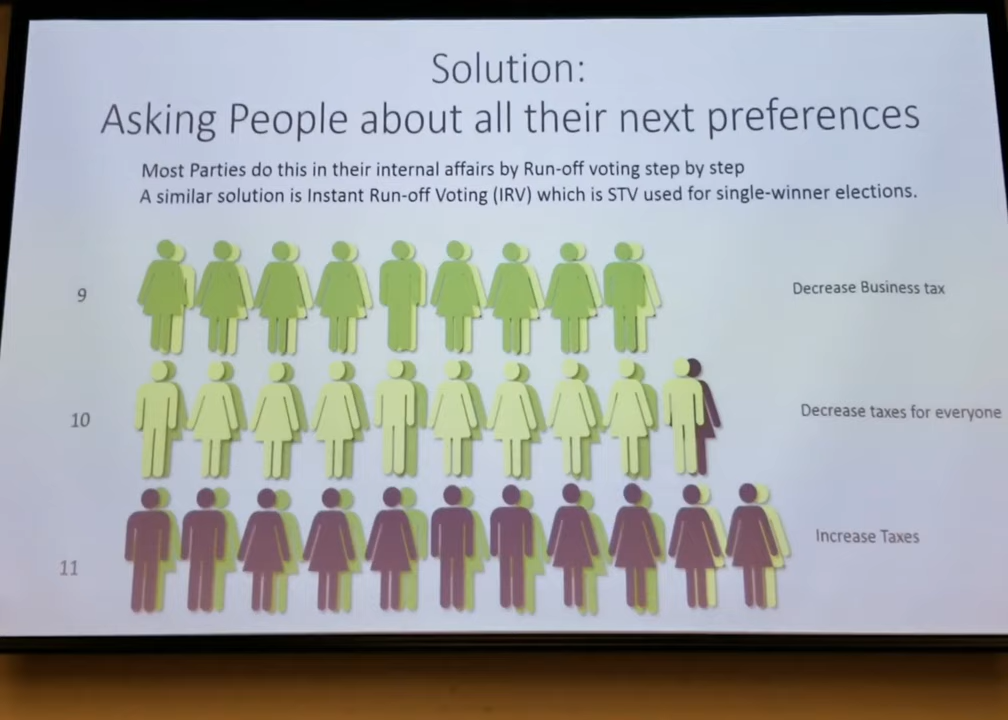 Solution:
Asking People about all their next preferences
Most Parties do this in their internal affairs by Run-off voting step by step
A similar solution is Instant Run-off Voting (IRV) which is STV used for single-winner elections.
9
Decrease Business tax
10
Decrease taxes for everyone
11
Increase Taxes